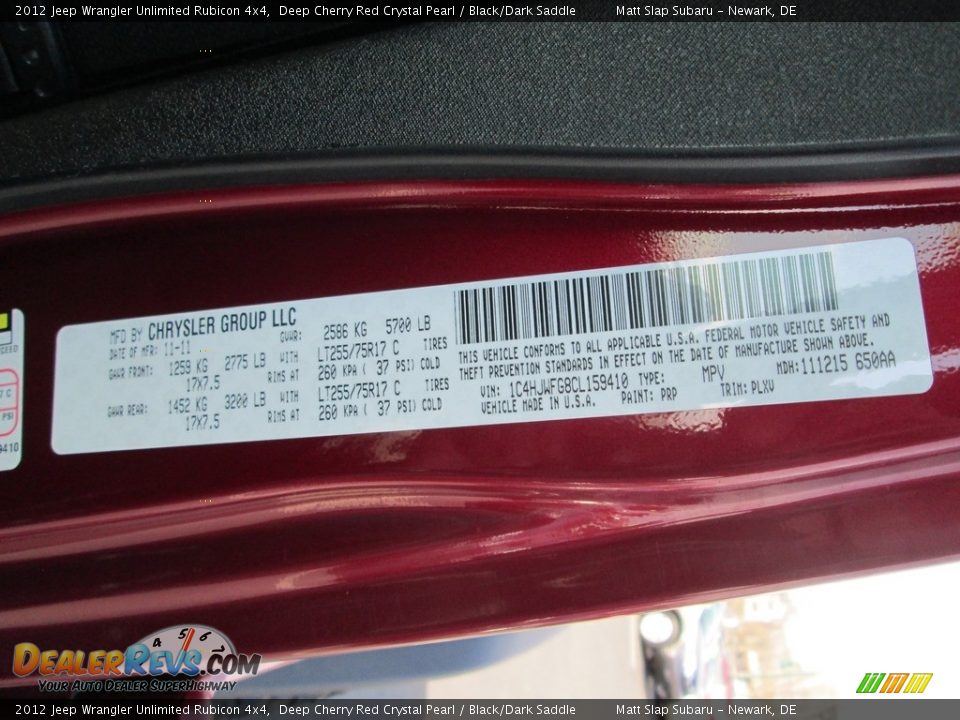 2012 Jeep Wrangler Unlimited Rubicon 4x4,  Deep Cherry Red Crystal Pearl / Black/Dark Saddle    Matt Slap Subaru - Newark, DE
MFD BY CHRYSLER GROUP LLC
DATE OF MFR: 11-11    GVWR: 2586 KG 5700 LB
GAWR FRONT: 1259 KG 2775 LB WITH LT255/75R17 C TIRES
17X7.5 RIMS AT 260 KPA ( 37 PSI) COLD
GAWR REAR: 1452 KG 3200 LB WITH LT255/75R17 C TIRES
17X7.5 RIMS AT 260 KPA ( 37 PSI) COLD
THIS VEHICLE CONFORMS TO ALL APPLICABLE U.S.A. FEDERAL MOTOR VEHICLE SAFETY AND
THEFT PREVENTION STANDARDS IN EFFECT ON THE DATE OF MANUFACTURE SHOWN ABOVE.
VIN: 1C4HJWFG8CL159410 TYPE: MPV MDH:111215 650AA
VEHICLE MADE IN U.S.A. PAINT: PRP TRIM: PLXV
7 C
PSI
9410
4 5 6
DEALERREVS.COM
YOUR AUTO DEALER SUPERHIGHWAY
2012 Jeep Wrangler Unlimited Rubicon 4x4,  Deep Cherry Red Crystal Pearl / Black/Dark Saddle    Matt Slap Subaru - Newark, DE